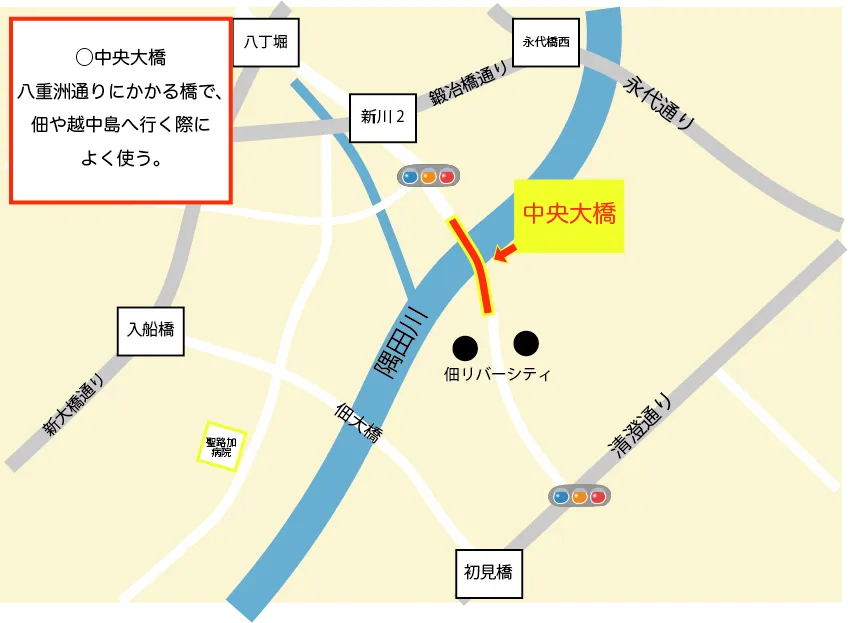 ○中央大橋
八重洲通りにかかる橋で、
佃や越中島へ行く際に
よく使う。
八丁堀
永代橋西
鍛冶橋通り
新川2
永代通り
中央大橋
入船橋
隅田川
佃リバーシティ
新大橋通り
聖路加
病院
佃大橋
清澄通り
初見橋